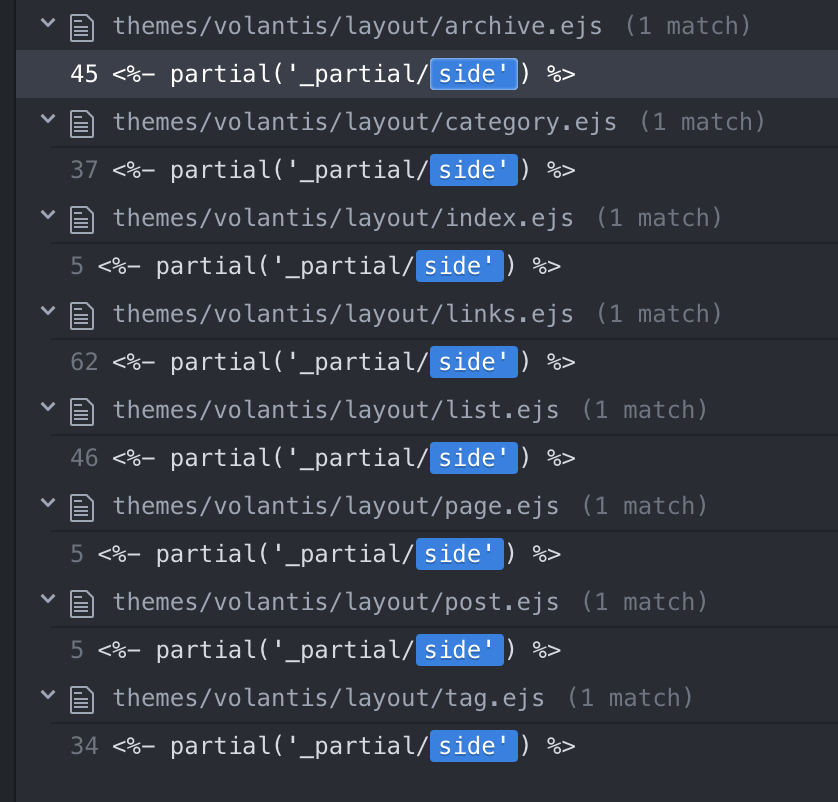 themes/volantis/layout/archive.ejs (1 match)
45 <%- partial('_partial/side') %>
themes/volantis/layout/category.ejs (1 match)
37 <%- partial('_partial/side') %>
themes/volantis/layout/index.ejs (1 match)
5 <%- partial('_partial/side') %>
themes/volantis/layout/links.ejs (1 match)
62 <%- partial('_partial/side') %>
themes/volantis/layout/list.ejs (1 match)
46 <%- partial('_partial/side') %>
themes/volantis/layout/page.ejs (1 match)
5 <%- partial('_partial/side') %>
themes/volantis/layout/post.ejs (1 match)
5 <%- partial('_partial/side') %>
themes/volantis/layout/tag.ejs (1 match)
34 <%- partial('_partial/side') %>